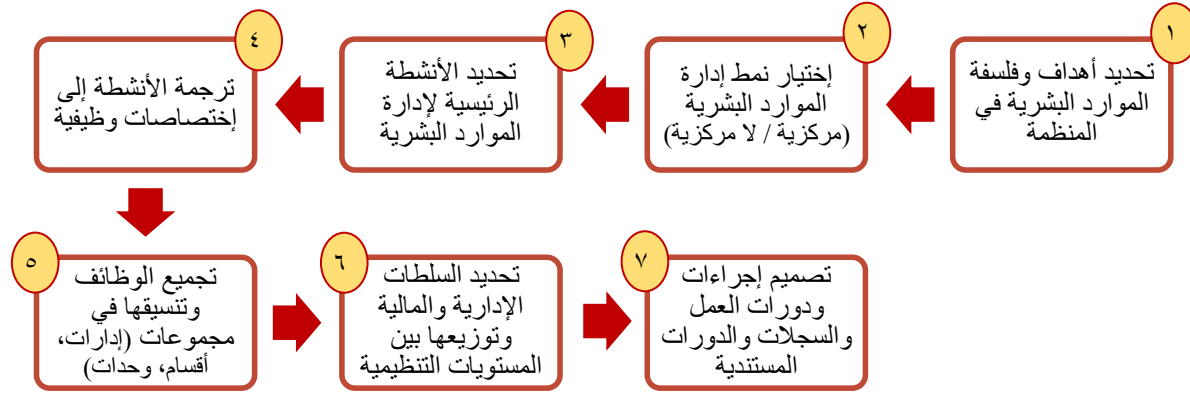 ١
تحديد أهداف وفلسفة
الموارد البشرية في
المنظمة
٢
إختيار نمط إدارة
الموارد البشرية
(مركزية / لا مركزية)
٣
تحديد الأنشطة
الرئيسية لإدارة
الموارد البشرية
٤
ترجمة الأنشطة إلى
إختصاصات وظيفية
٥
تجميع الوظائف
وتنسيقها في
مجموعات (إدارات،
أقسام، وحدات)
٦
تحديد السلطات
الإدارية والمالية
وتوزيعها بين
المستويات التنظيمية
٧
تصميم إجراءات
ودورات العمل
والسجلات والدورات
المستندية